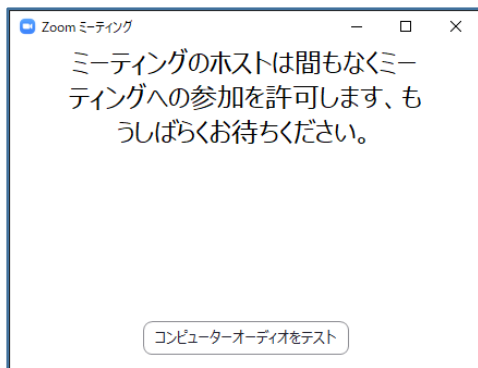 Zoom ミーティング
ミーティングのホストは間もなくミー
ティングへの参加を許可します、も
うしばらくお待ちください。
コンピューターオーディオをテスト